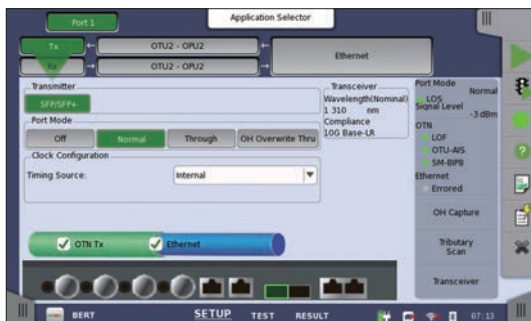 Port 1
Application Selector
Tx
OTU2 - OPU2
Ethernet
Rx
OTU2 - OPU2
Transmitter
SFP/SFP+
Transceiver
Wavelength(Nominal)
1 310 nm
Compliance
10G Base-LR
Port Mode
Off
Normal
Through
OH Overwrite Thru
Clock Configuration
Timing Source:
Internal
OTN Tx
Ethernet
Port Mode
Normal
LOS
Signal Level
-3 dBm
OTN
LOF
OTU-AIS
SM-BIP8
Ethernet
Errored
OH Capture
Tributary
Scan
Transceiver
BERT
SETUP
TEST
RESULT
07:13